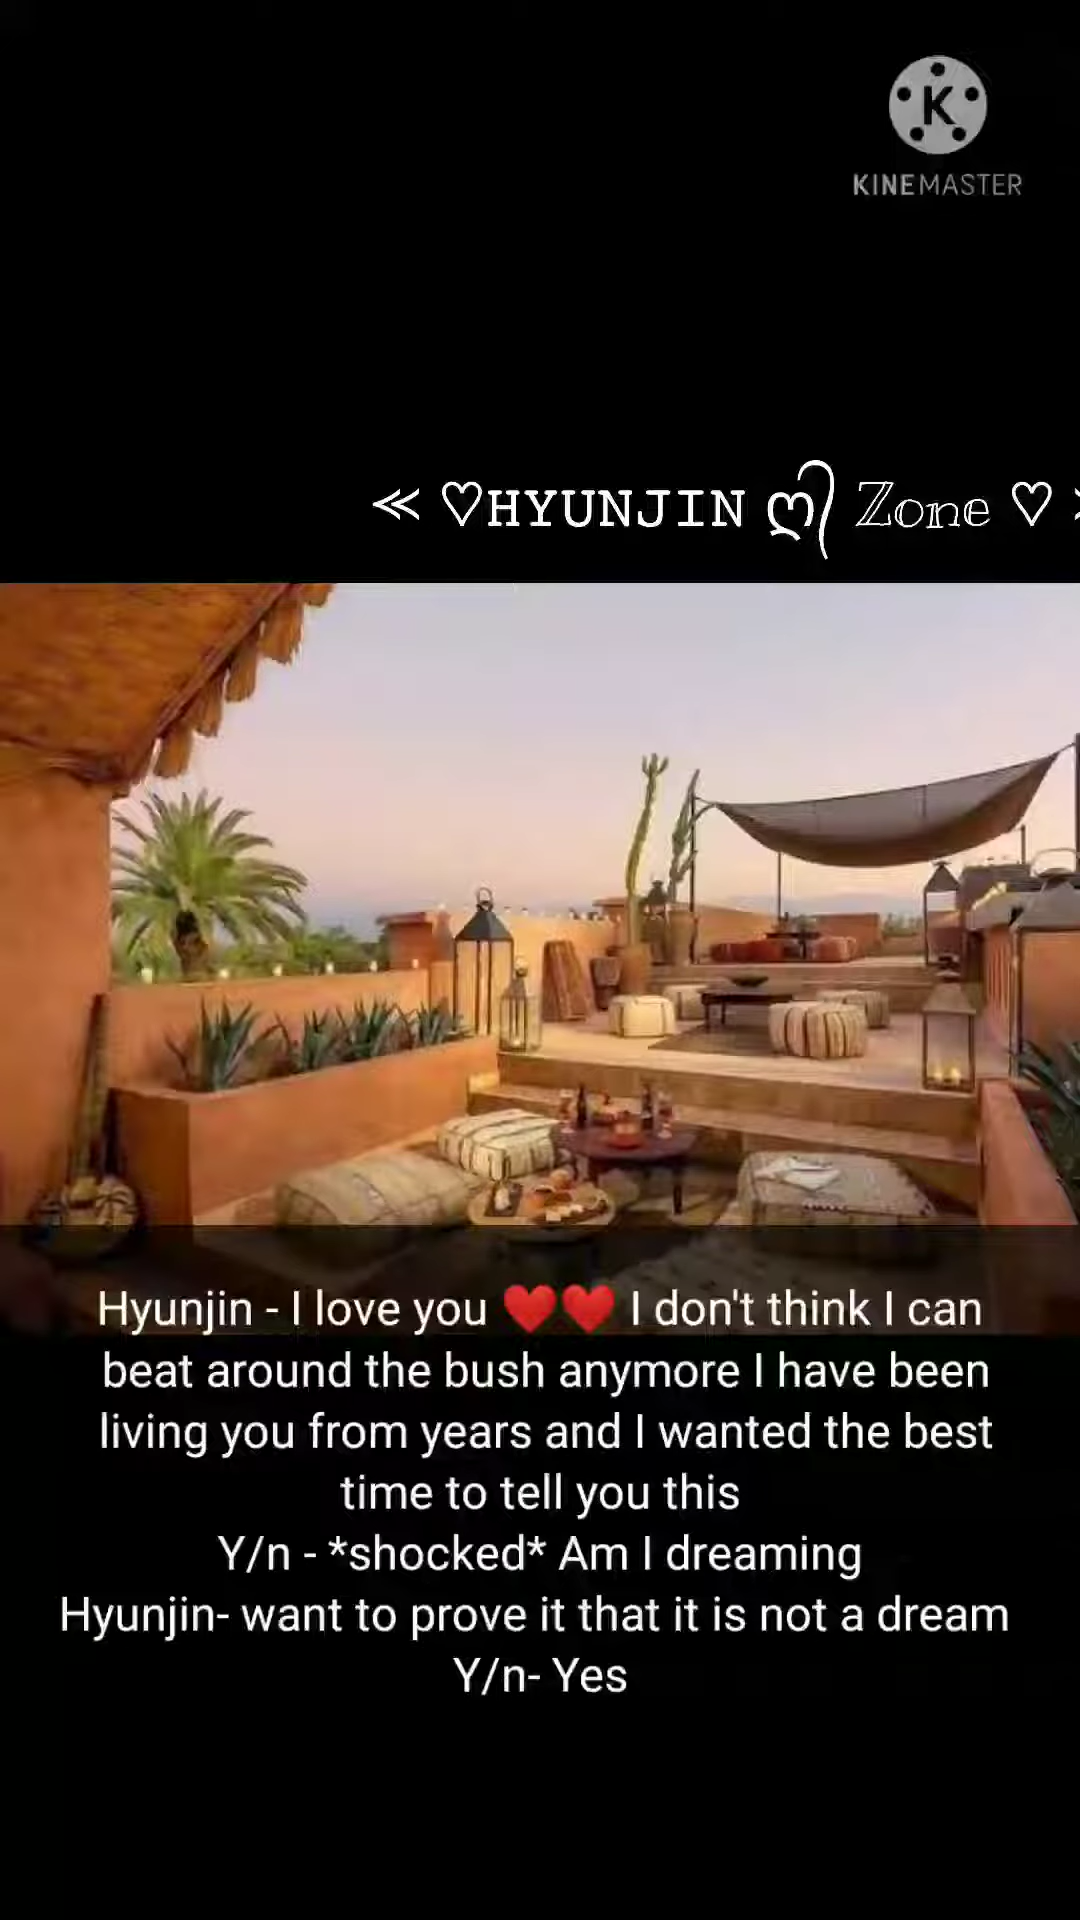 KINEMASTER
≪ ♡HYUNJIN ღ᭄ ℤone ♡
Hyunjin - I love you ❤️❤️ I don't think I can
beat around the bush anymore I have been
living you from years and I wanted the best
time to tell you this
Y/n - *shocked* Am I dreaming
Hyunjin- want to prove it that it is not a dream
Y/n- Yes